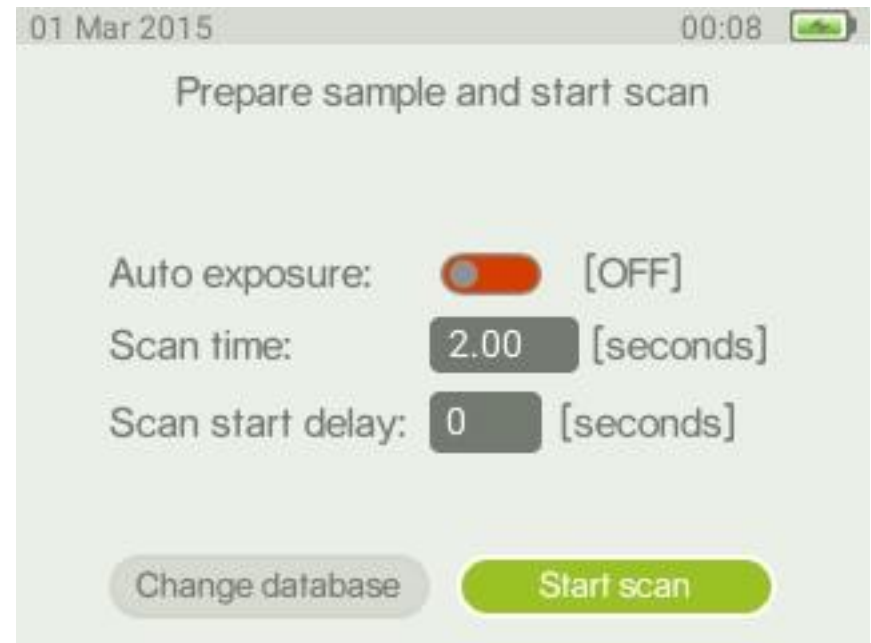 01 Mar 2015 00:08
Prepare sample and start scan
Auto exposure: [OFF]
Scan time: 2.00 [seconds]
Scan start delay: 0 [seconds]
Change database Start scan